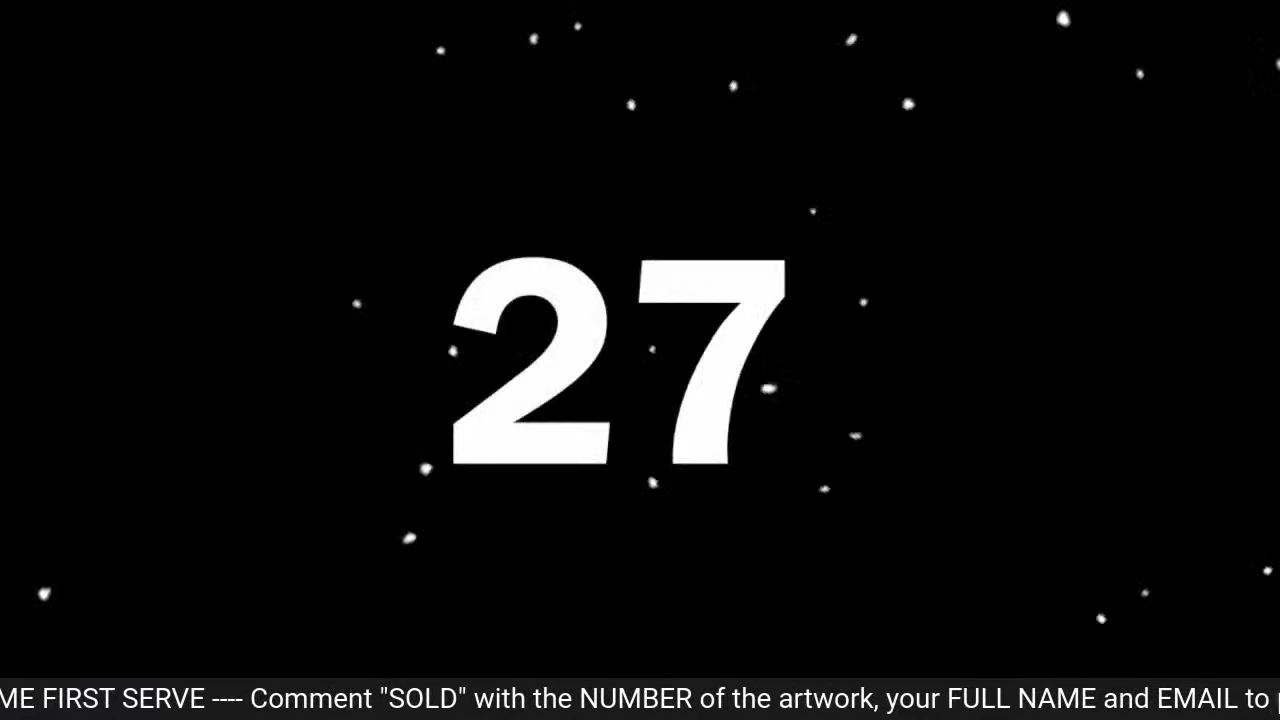 27
ME FIRST SERVE ---- Comment "SOLD" with the NUMBER of the artwork, your FULL NAME and EMAIL to